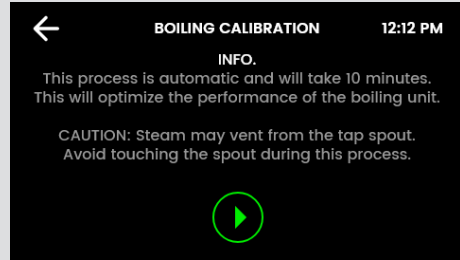 BOILING CALIBRATION 12:12 PM
INFO.
This process is automatic and will take 10 minutes.
This will optimize the performance of the boiling unit.
CAUTION: Steam may vent from the tap spout.
Avoid touching the spout during this process.